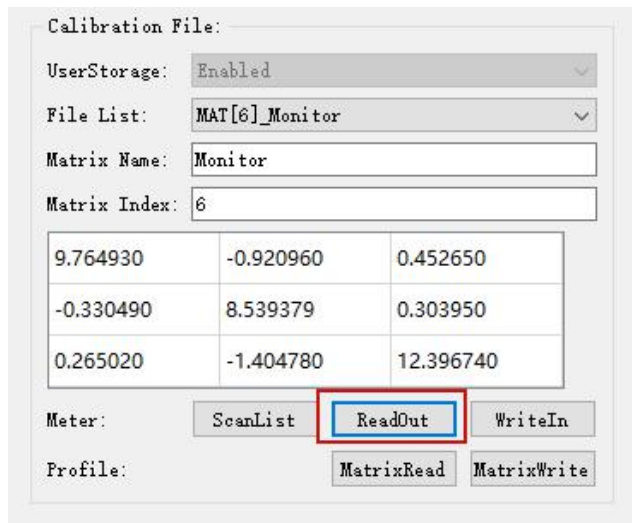 Calibration File:
UserStorage: Enabled
File List: MAT[6]_Monitor
Matrix Name: Monitor
Matrix Index: 6
9.764930 -0.920960 0.452650
-0.330490 8.539379 0.303950
0.265020 -1.404780 12.396740
Meter: ScanList ReadOut WriteIn
Profile: MatrixRead MatrixWrite